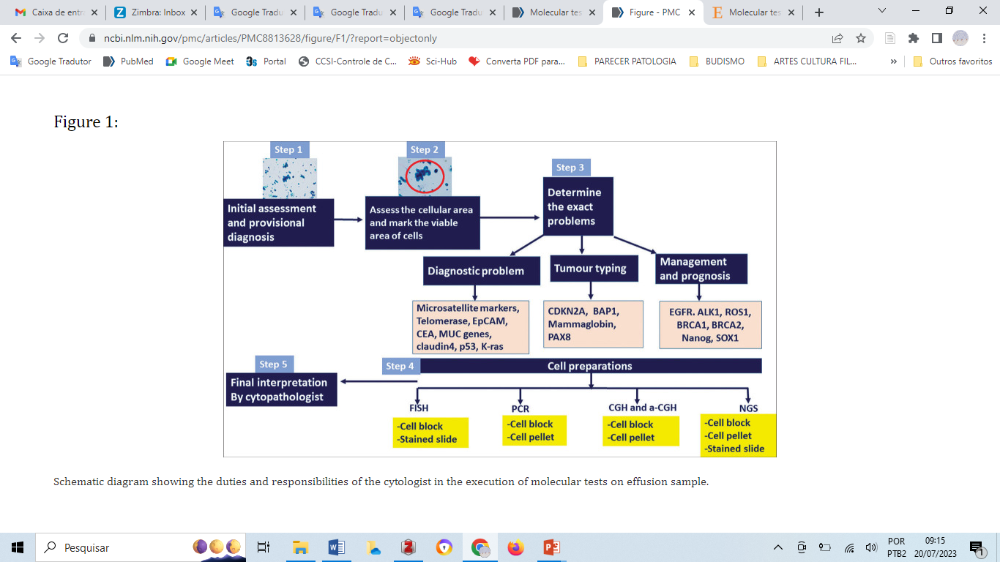 Caixa de entr
Zimbra: Inbox
Google Tradu
Google Tradu
Google Tradu
Molecular tes
Figure - PMC
Molecular tes
ncbi.nlm.nih.gov/pmc/articles/PMC8813628/figure/F1/?report=objectonly
Google Tradutor
PubMed
Google Meet
Portal
CCSI-Controle de C...
Sci-Hub
Converta PDF para...
PARECER PATOLOGIA
BUDISMO
ARTES CULTURA FIL...
»
Outros favoritos
Figure 1:
Step 1
Initial assessment
and provisional
diagnosis
Step 2
Assess the cellular area
and mark the viable
area of cells
Step 3
Determine
the exact
problems
Diagnostic problem
Tumour typing
Management
and prognosis
Microsatellite markers,
Telomerase, EpCAM,
CEA, MUC genes,
claudin4, p53, K-ras
CDKN2A, BAP1,
Mammaglobin,
PAX8
EGFR. ALK1, ROS1,
BRCA1, BRCA2,
Nanog, SOX1
Step 4
Cell preparations
FISH
-Cell block
-Stained slide
PCR
-Cell block
-Cell pellet
CGH and a-CGH
-Cell block
-Cell pellet
NGS
-Cell block
-Cell pellet
-Stained slide
Step 5
Final interpretation
By cytopathologist
Schematic diagram showing the duties and responsibilities of the cytologist in the execution of molecular tests on effusion sample.
Pesquisar
POR
PTB2
09:15
20/07/2023
1